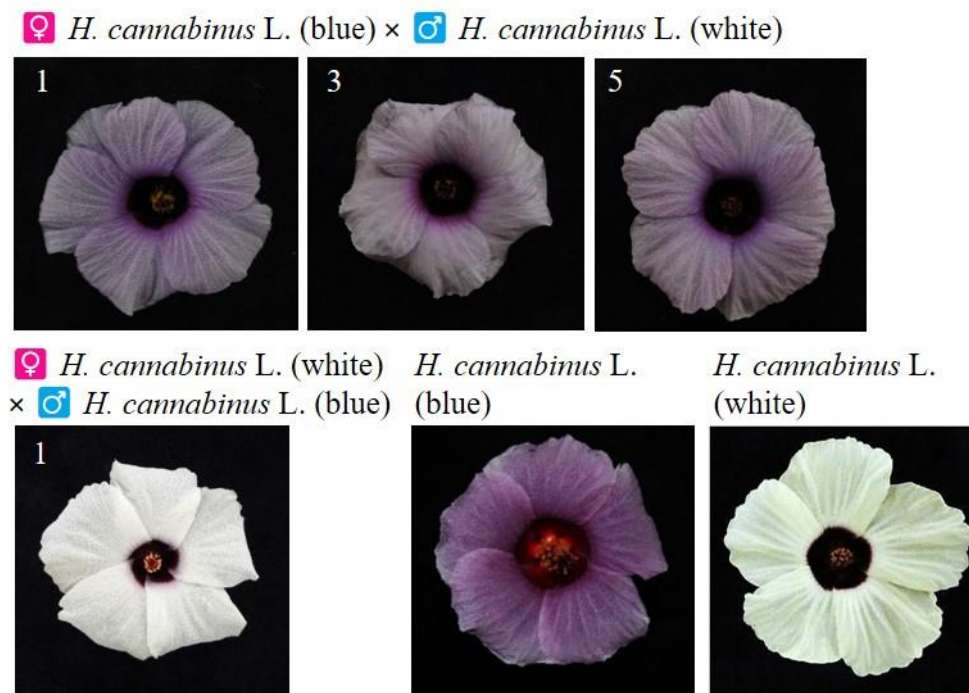 ♀ H. cannabinus L. (blue) × ♂ H. cannabinus L. (white)
1
3
5
♀ H. cannabinus L. (white)
× ♂ H. cannabinus L. (blue)
H. cannabinus L.
(blue)
H. cannabinus L.
(white)
1